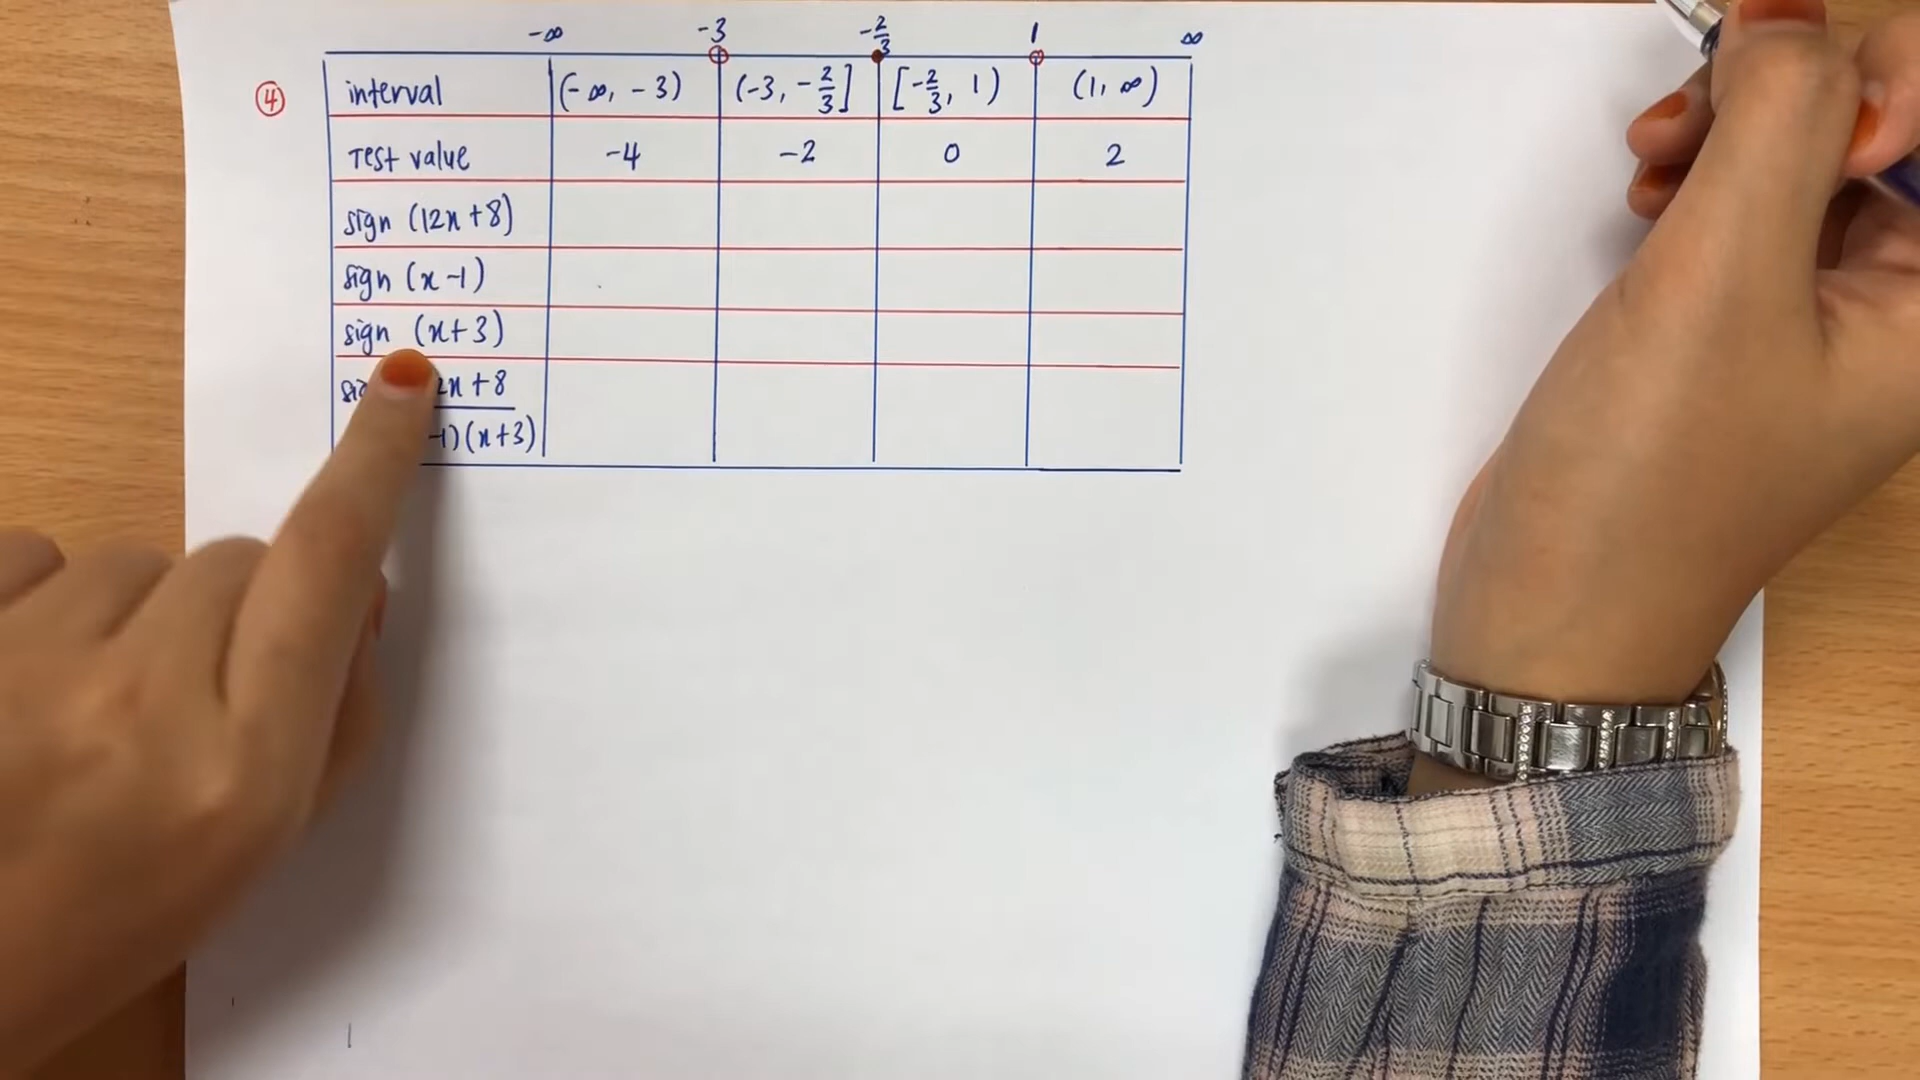 -∞ -3 -2/3 1 ∞
④ interval (-∞, -3) (-3, -2/3] [-2/3, 1) (1, ∞)
Test value -4 -2 0 2
sign (12x+8)
sign (x-1)
sign (x+3)
2x+8
-1)(x+3)